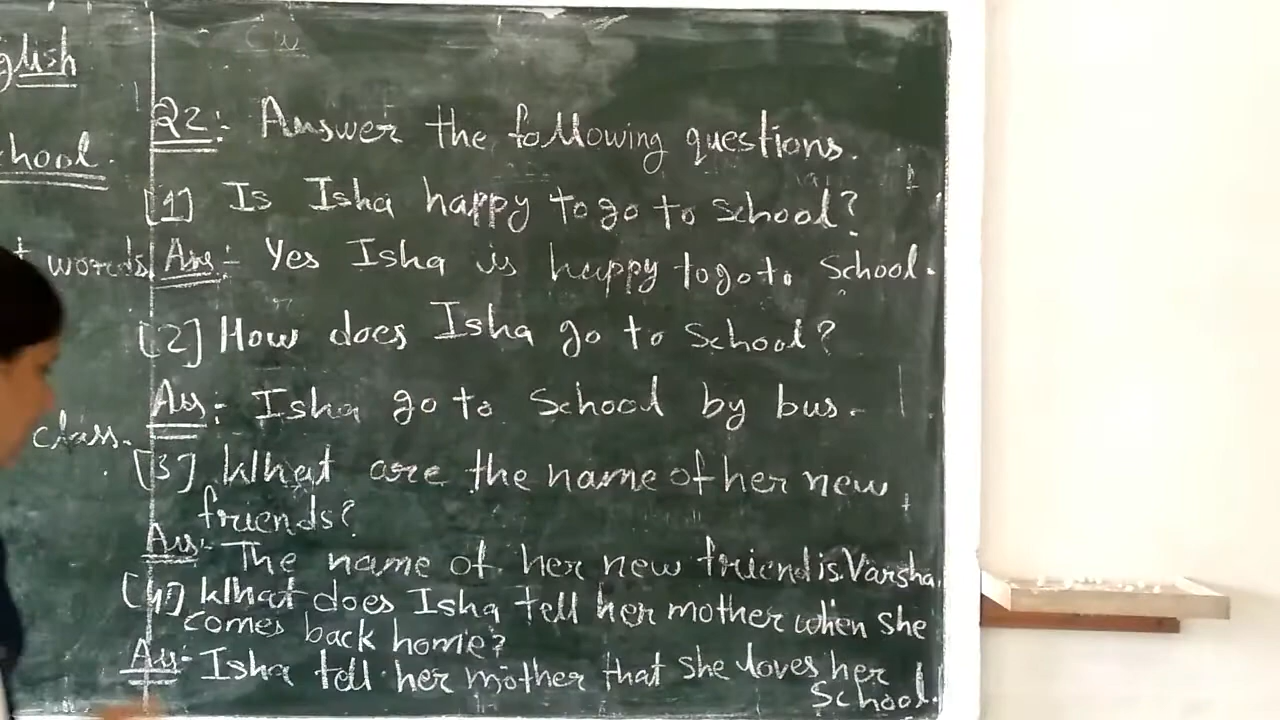 glish
chool.
t words
class.
Q2:- Answer the following questions.
[1] Is Isha happy to go to School?
Ans:- Yes Isha is happy to go to School.
[2] How does Isha go to School?
Ans:- Isha go to School by bus.
[3] What are the name of her new
friends?
Ans:- The name of her new friend is Varsha.
[4] What does Isha tell her mother when she
comes back home?
Ans:- Isha tell her mother that she loves her
School.